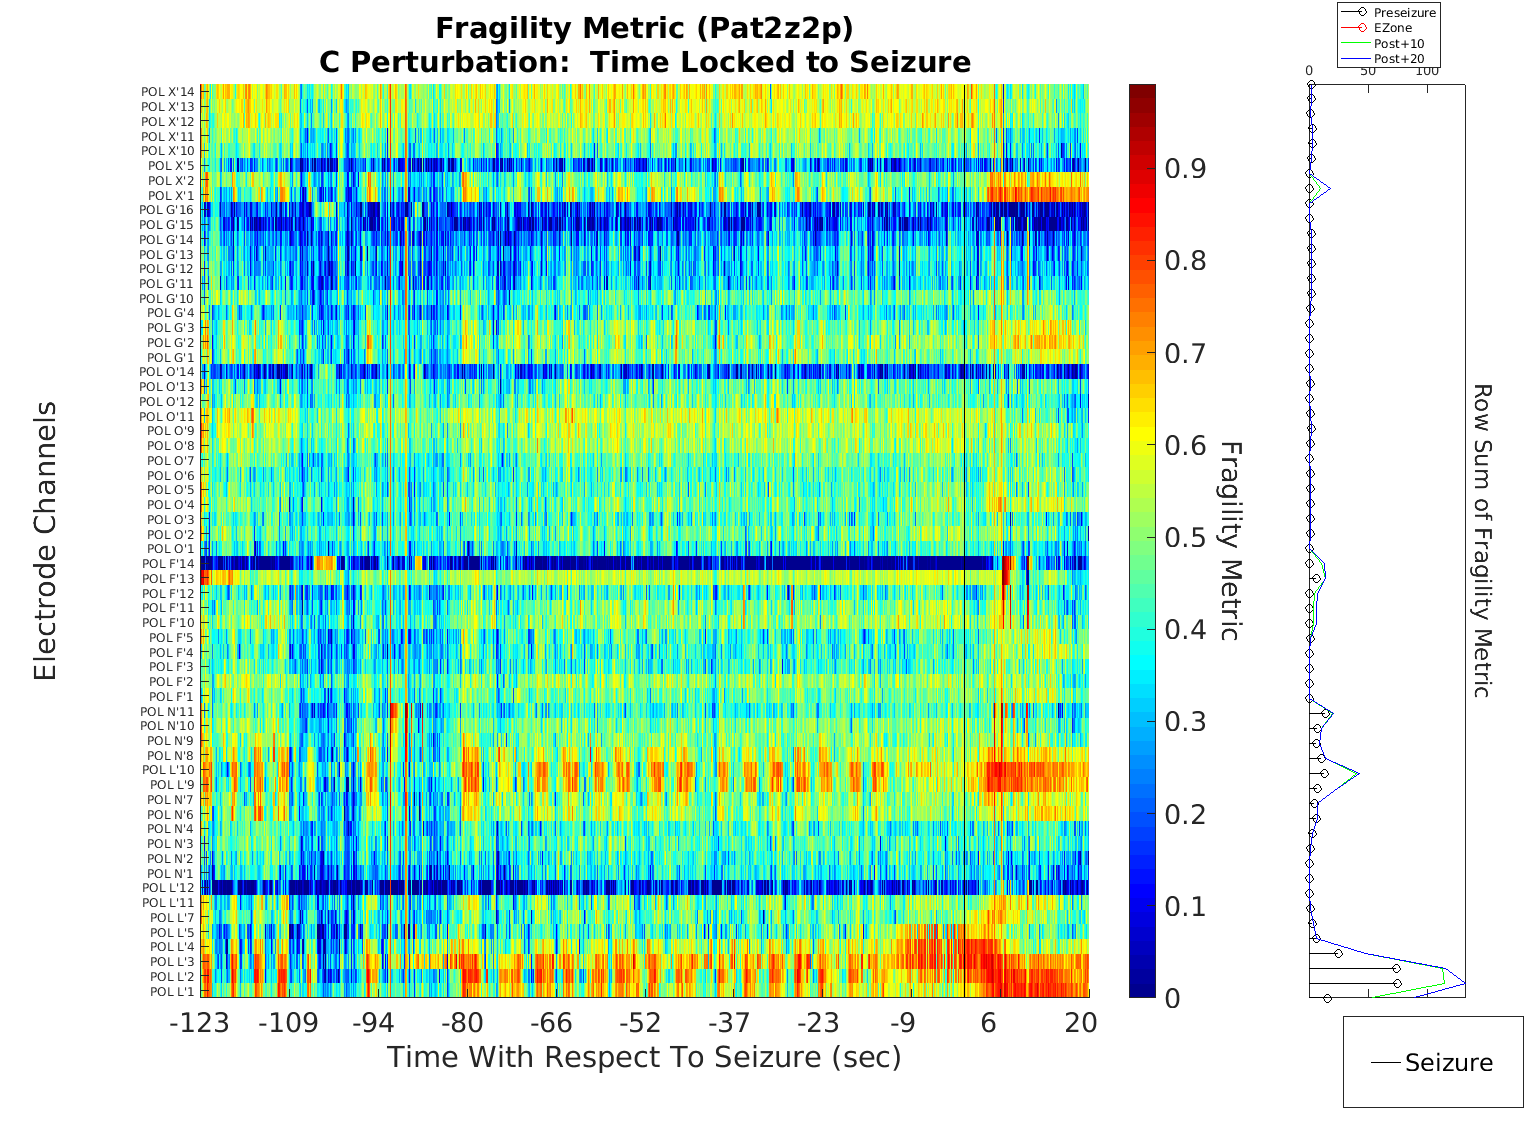 Fragility Metric (Pat2z2p)
C Perturbation:  Time Locked to Seizure
Preseizure
EZone
Post+10
Post+20
0 50 100
POL X'14
POL X'13
POL X'12
POL X'11
POL X'10
POL X'5
POL X'2
POL X'1
POL G'16
POL G'15
POL G'14
POL G'13
POL G'12
POL G'11
POL G'10
POL G'4
POL G'3
POL G'2
POL G'1
POL O'14
POL O'13
POL O'12
POL O'11
POL O'9
POL O'8
POL O'7
POL O'6
POL O'5
POL O'4
POL O'3
POL O'2
POL O'1
POL F'14
POL F'13
POL F'12
POL F'11
POL F'10
POL F'5
POL F'4
POL F'3
POL F'2
POL F'1
POL N'11
POL N'10
POL N'9
POL N'8
POL L'10
POL L'9
POL N'7
POL N'6
POL N'4
POL N'3
POL N'2
POL N'1
POL L'12
POL L'11
POL L'7
POL L'5
POL L'4
POL L'3
POL L'2
POL L'1
Electrode Channels
-123 -109 -94 -80 -66 -52 -37 -23 -9 6 20
Time With Respect To Seizure (sec)
0.9
0.8
0.7
0.6
0.5
0.4
0.3
0.2
0.1
0
Fragility Metric
Row Sum of Fragility Metric
Seizure